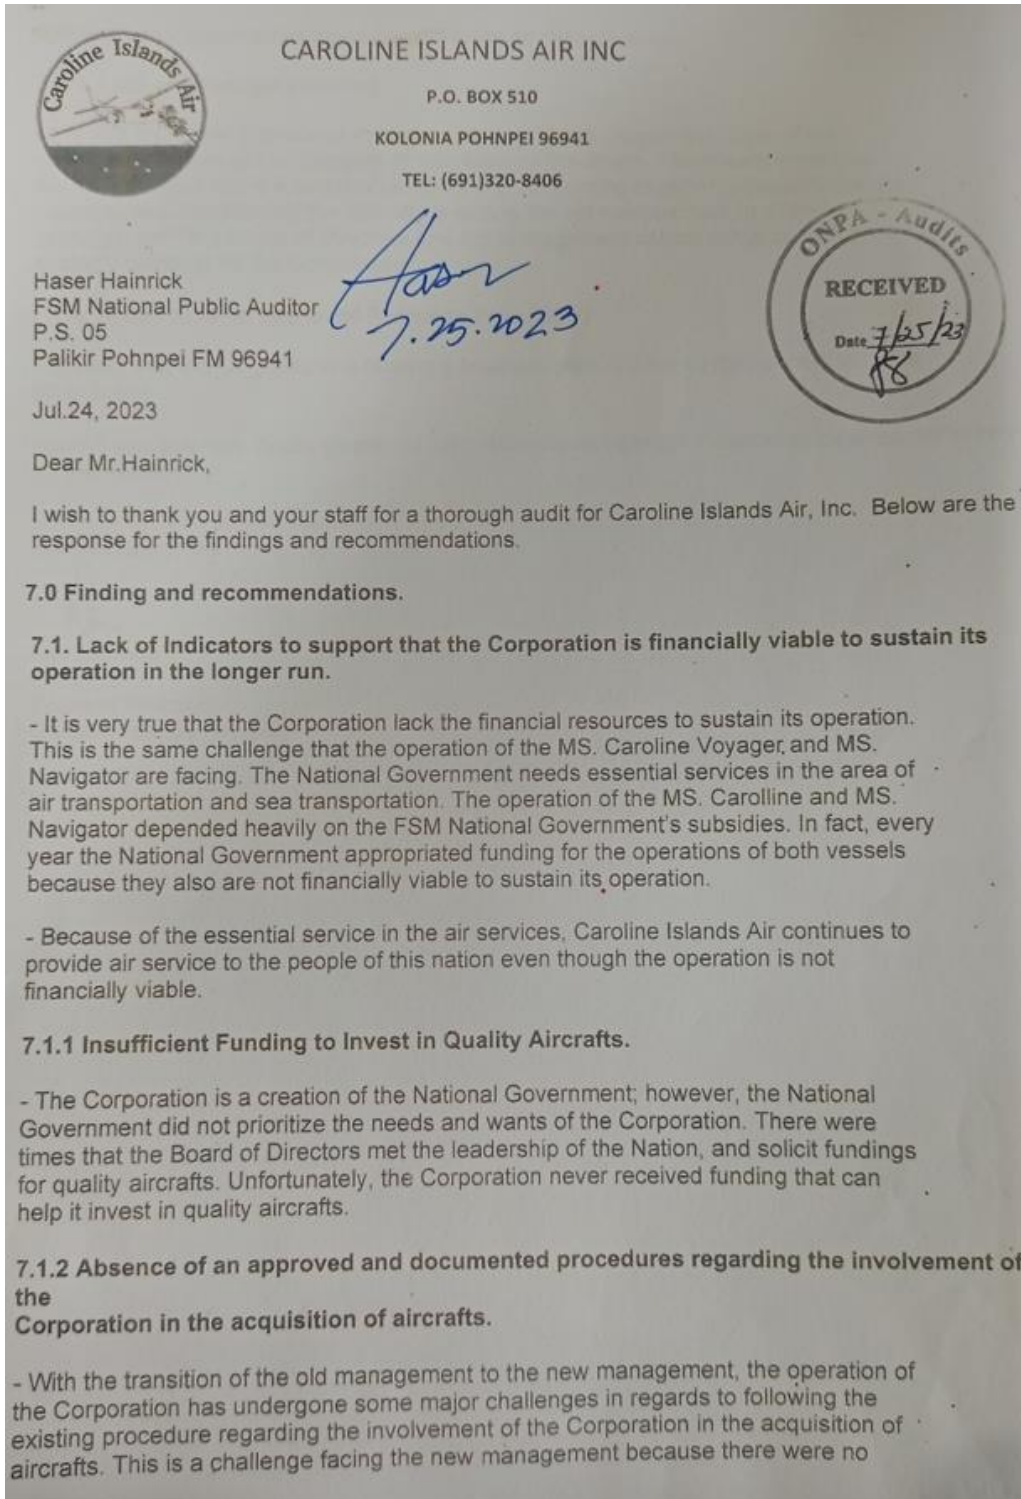 Caroline Islands Air
CAROLINE ISLANDS AIR INC
P.O. BOX 510
KOLONIA POHNPEI 96941
TEL: (691)320-8406
Haser
7.25.2023
ONPA - Audits
RECEIVED
Date 7/25/23
Haser Hainrick
FSM National Public Auditor
P.S. 05
Palikir Pohnpei FM 96941
Jul.24, 2023
Dear Mr.Hainrick,
I wish to thank you and your staff for a thorough audit for Caroline Islands Air, Inc. Below are the
response for the findings and recommendations.
7.0 Finding and recommendations.
7.1. Lack of Indicators to support that the Corporation is financially viable to sustain its
operation in the longer run.
- It is very true that the Corporation lack the financial resources to sustain its operation.
This is the same challenge that the operation of the MS. Caroline Voyager, and MS.
Navigator are facing. The National Government needs essential services in the area of
air transportation and sea transportation. The operation of the MS. Carolline and MS.
Navigator depended heavily on the FSM National Government's subsidies. In fact, every
year the National Government appropriated funding for the operations of both vessels
because they also are not financially viable to sustain its operation.
- Because of the essential service in the air services, Caroline Islands Air continues to
provide air service to the people of this nation even though the operation is not
financially viable.
7.1.1 Insufficient Funding to Invest in Quality Aircrafts.
- The Corporation is a creation of the National Government; however, the National
Government did not prioritize the needs and wants of the Corporation. There were
times that the Board of Directors met the leadership of the Nation, and solicit fundings
for quality aircrafts. Unfortunately, the Corporation never received funding that can
help it invest in quality aircrafts.
7.1.2 Absence of an approved and documented procedures regarding the involvement of
the
Corporation in the acquisition of aircrafts.
- With the transition of the old management to the new management, the operation of
the Corporation has undergone some major challenges in regards to following the
existing procedure regarding the involvement of the Corporation in the acquisition of
aircrafts. This is a challenge facing the new management because there were no